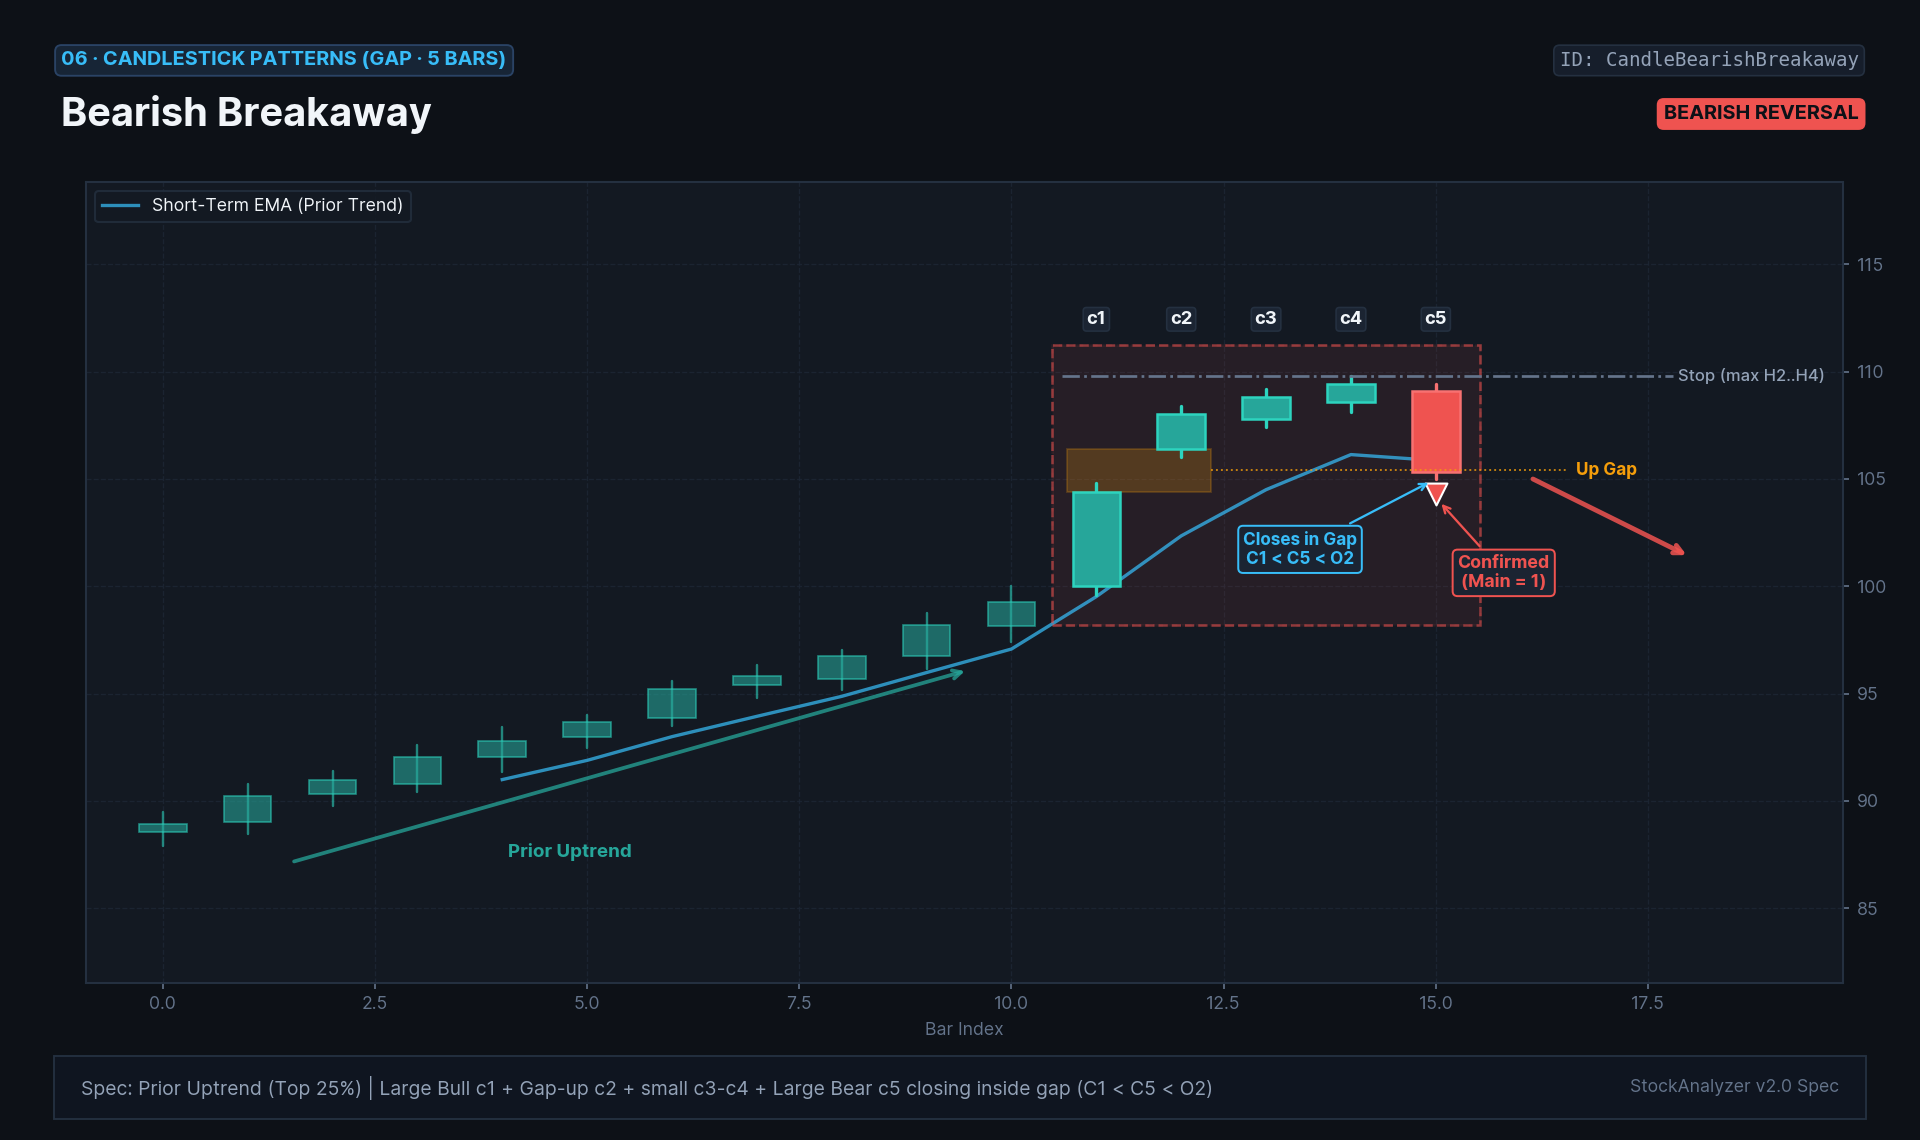 06 · CANDLESTICK PATTERNS (GAP · 5 BARS)
ID: CandleBearishBreakaway
Bearish Breakaway
BEARISH REVERSAL
Short-Term EMA (Prior Trend)
115
c1
c2
c3
c4
c5
110
Stop (max H2..H4)
Up Gap
105
Closes in Gap
C1 < C5 < O2
Confirmed
(Main = 1)
100
95
90
Prior Uptrend
85
0.0
2.5
5.0
7.5
10.0
12.5
15.0
17.5
Bar Index
Spec: Prior Uptrend (Top 25%) | Large Bull c1 + Gap-up c2 + small c3-c4 + Large Bear c5 closing inside gap (C1 < C5 < O2)
StockAnalyzer v2.0 Spec